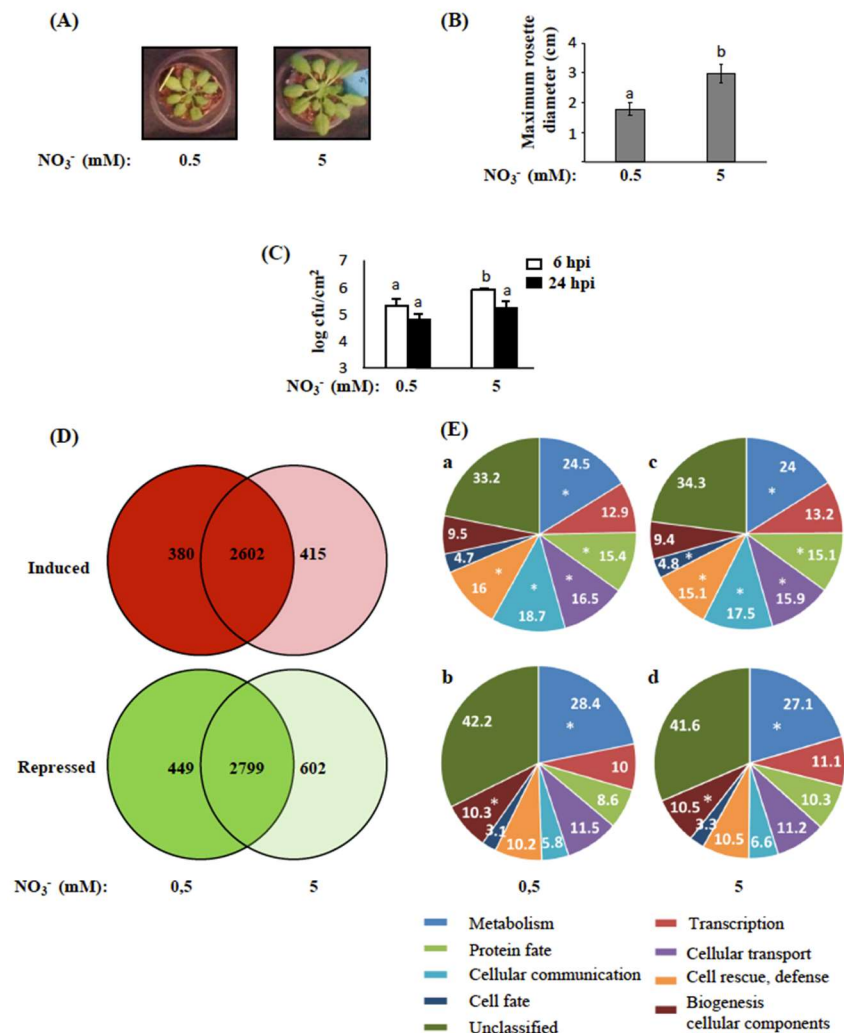 (A)
NO₃⁻ (mM): 0.5 5
(B)
Maximum rosette
diameter (cm)
4
3
2
1
a
b
NO₃⁻ (mM): 0.5 5
(C)
log cfu/cm²
7
6
5
4
3
a a b a
6 hpi
24 hpi
NO₃⁻ (mM): 0.5 5
(D)
Induced 380 2602 415
Repressed 449 2799 602
NO₃⁻ (mM): 0,5 5
(E)
a
24.5 *
12.9
15.4 *
16.5 *
18.7 *
16 *
4.7
9.5
33.2
c
24 *
13.2
15.1 *
15.9 *
17.5 *
15.1 *
4.8 *
9.4
34.3
b
28.4 *
10
8.6
11.5
5.8
10.2
3.1
10.3 *
42.2
d
27.1 *
11.1
10.3
11.2
6.6
10.5
3.3
10.5 *
41.6
0,5 5
Metabolism
Transcription
Protein fate
Cellular transport
Cellular communication
Cell rescue, defense
Cell fate
Biogenesis
cellular components
Unclassified